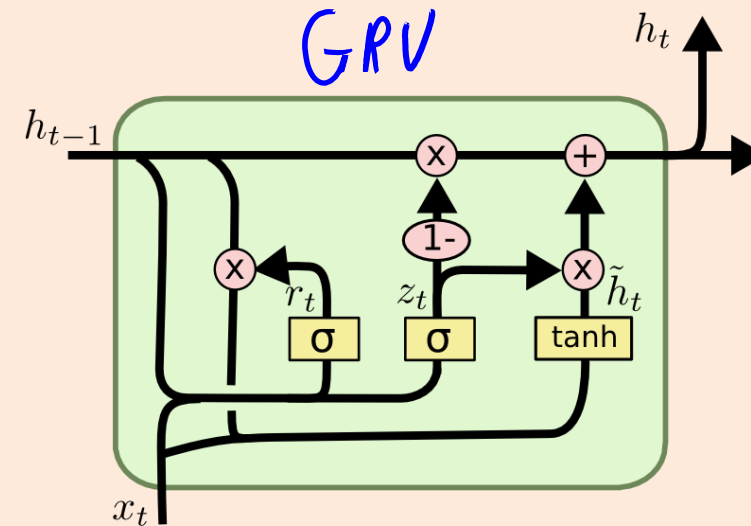 GRU
h_t
h_{t-1}
x
+
1-
x
r_t
z_t
x
h̃_t
σ
σ
tanh
x_t